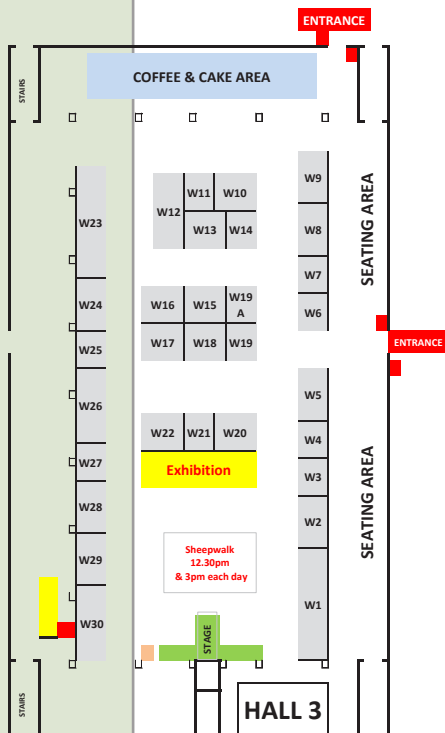 ENTRANCE
STAIRS
COFFEE & CAKE AREA
W9
W11
W10
W12
W13
W14
W23
W8
SEATING AREA
W7
W24
W16
W15
W19
A
W6
W25
W17
W18
W19
ENTRANCE
W26
W5
W22
W21
W20
W4
W27
Exhibition
W3
W28
W2
SEATING AREA
W29
Sheepwalk
12.30pm
& 3pm each day
W1
W30
STAGE
STAIRS
HALL 3